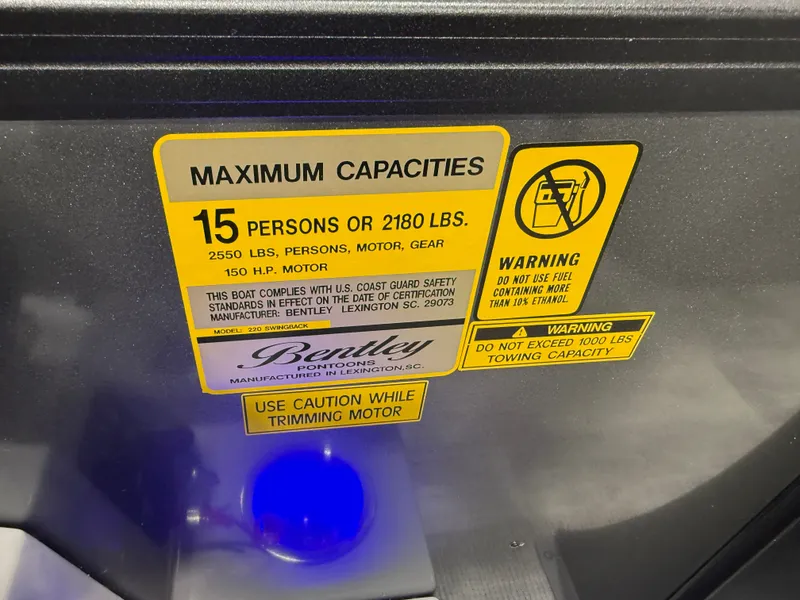 MAXIMUM CAPACITIES
15 PERSONS OR 2180 LBS.
2550 LBS, PERSONS, MOTOR, GEAR
150 H.P. MOTOR
THIS BOAT COMPLIES WITH U.S. COAST GUARD SAFETY
STANDARDS IN EFFECT ON THE DATE OF CERTIFICATION
MANUFACTURER: BENTLEY LEXINGTON SC. 29073
MODEL: 220 SWINGBACK
Bentley
PONTOONS
MANUFACTURED IN LEXINGTON, SC.
USE CAUTION WHILE
TRIMMING MOTOR
WARNING
DO NOT USE FUEL
CONTAINING MORE
THAN 10% ETHANOL.
WARNING
DO NOT EXCEED 1000 LBS
TOWING CAPACITY